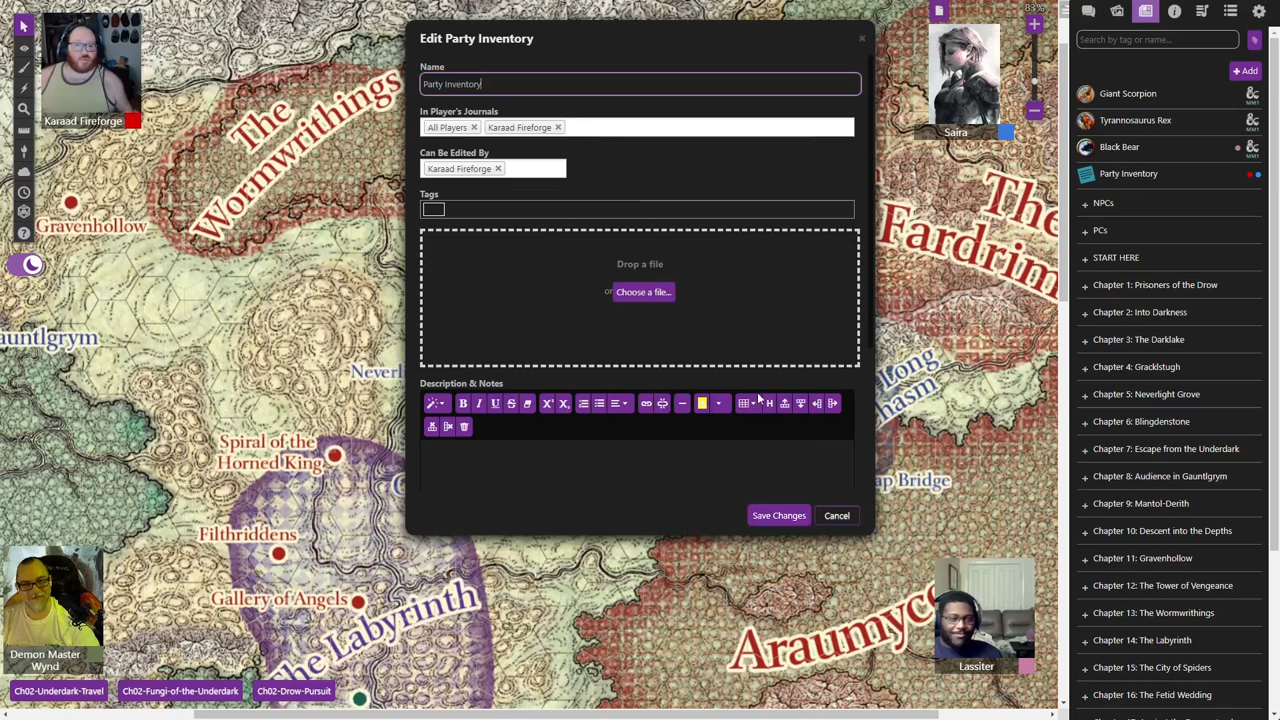 83%
Karaad Fireforge
The
Wormwrithings
Gravenhollow
auntlgrym
Neverli
Spiral of the
Horned King
Filthriddens
Gallery of Angels
the Labyrinth
The
Fardrim
Long
hasm
ap Bridge
Araumyco
Demon Master
Wynd
Saira
Lassiter
Ch02-Underdark-Travel
Ch02-Fungi-of-the-Underdark
Ch02-Drow-Pursuit
Edit Party Inventory
Name
Party Inventory
In Player's Journals
All Players
Karaad Fireforge
Can Be Edited By
Karaad Fireforge
Tags
Drop a file
or
Choose a file...
Description & Notes
B I U S
H
Save Changes
Cancel
Search by tag or name...
+ Add
Giant Scorpion
& MM1
Tyrannosaurus Rex
& MM1
Black Bear
& MM1
Party Inventory
+ NPCs
+ PCs
+ START HERE
+ Chapter 1: Prisoners of the Drow
+ Chapter 2: Into Darkness
+ Chapter 3: The Darklake
+ Chapter 4: Gracklstugh
+ Chapter 5: Neverlight Grove
+ Chapter 6: Blingdenstone
+ Chapter 7: Escape from the Underdark
+ Chapter 8: Audience in Gauntlgrym
+ Chapter 9: Mantol-Derith
+ Chapter 10: Descent into the Depths
+ Chapter 11: Gravenhollow
+ Chapter 12: The Tower of Vengeance
+ Chapter 13: The Wormwrithings
+ Chapter 14: The Labyrinth
+ Chapter 15: The City of Spiders
+ Chapter 16: The Fetid Wedding